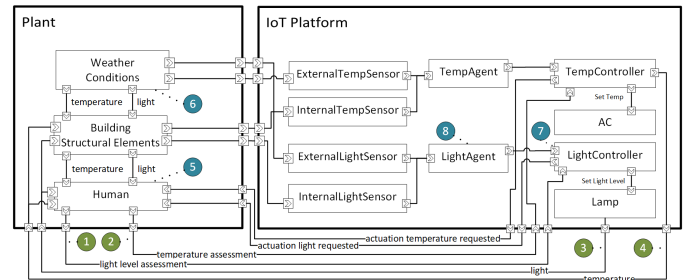 Plant
IoT Platform
Weather
Conditions
ExternalTempSensor
TempAgent
TempController
temperature
light
6
Set Temp
InternalTempSensor
Building
Structural Elements
AC
8
7
ExternalLightSensor
LightAgent
LightController
temperature
light
5
Set Light Level
Human
InternalLightSensor
Lamp
1
2
actuation temperature requested
actuation light requested
3
4
temperature assessment
light level assessment
light
temperature